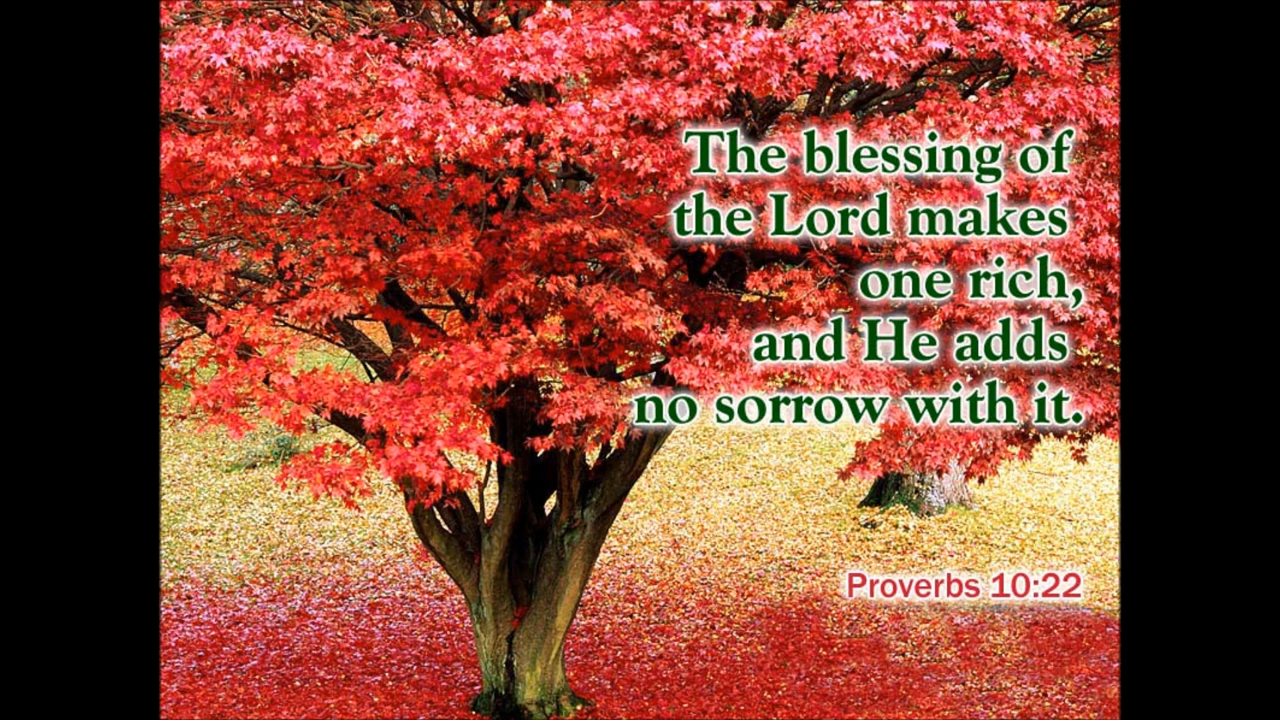 The blessing of
the Lord makes
one rich,
and He adds
no sorrow with it.
Proverbs 10:22